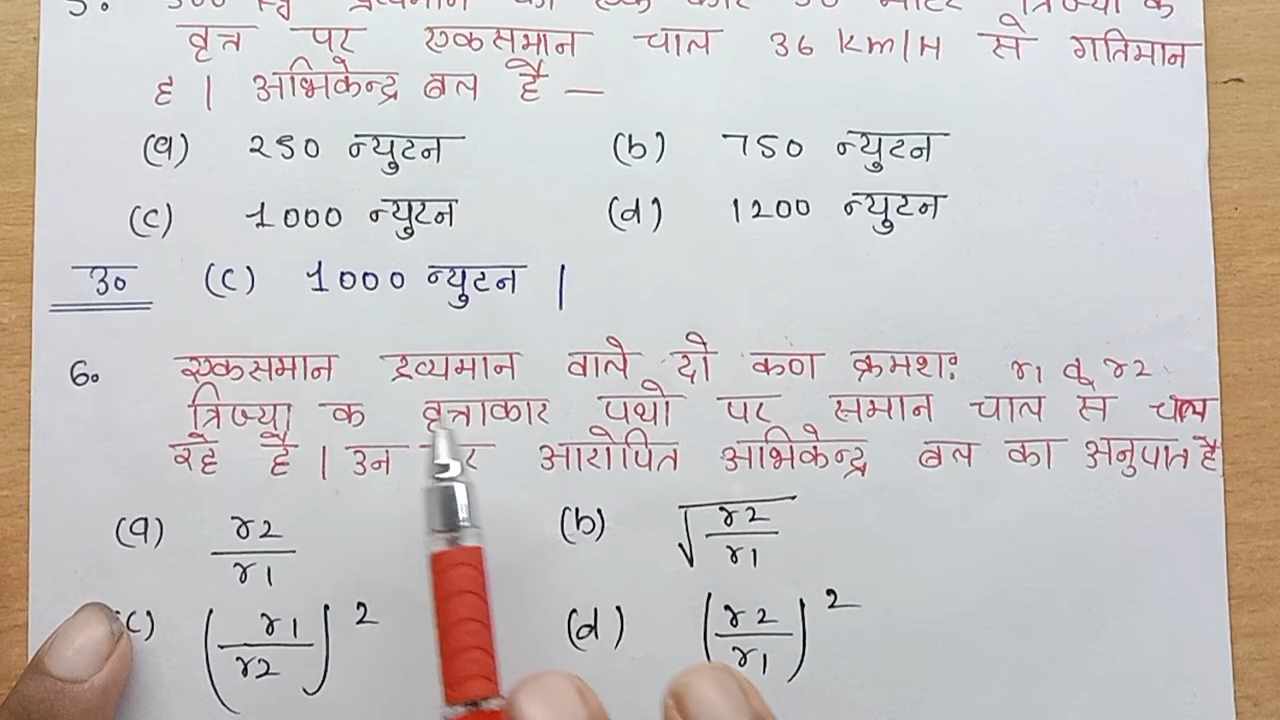 वृत्त पर एकसमान चाल 36 Km/H से गतिमान
ह । अभिकेन्द्र बल है —
(a) 250 न्युटन (b) 750 न्युटन
(c) 1000 न्युटन (d) 1200 न्युटन
उ० (c) 1000 न्युटन |
6. एकसमान द्रव्यमान वाले दो कण क्रमशः r1 व r2
त्रिज्या क वृत्ताकार पथो पर समान चाल से चल
रहे है । उन आरोपित अभिकेन्द्र बल का अनुपात है
(a) r2/r1 (b) √(r2/r1)
(c) (r1/r2)² (d) (r2/r1)²